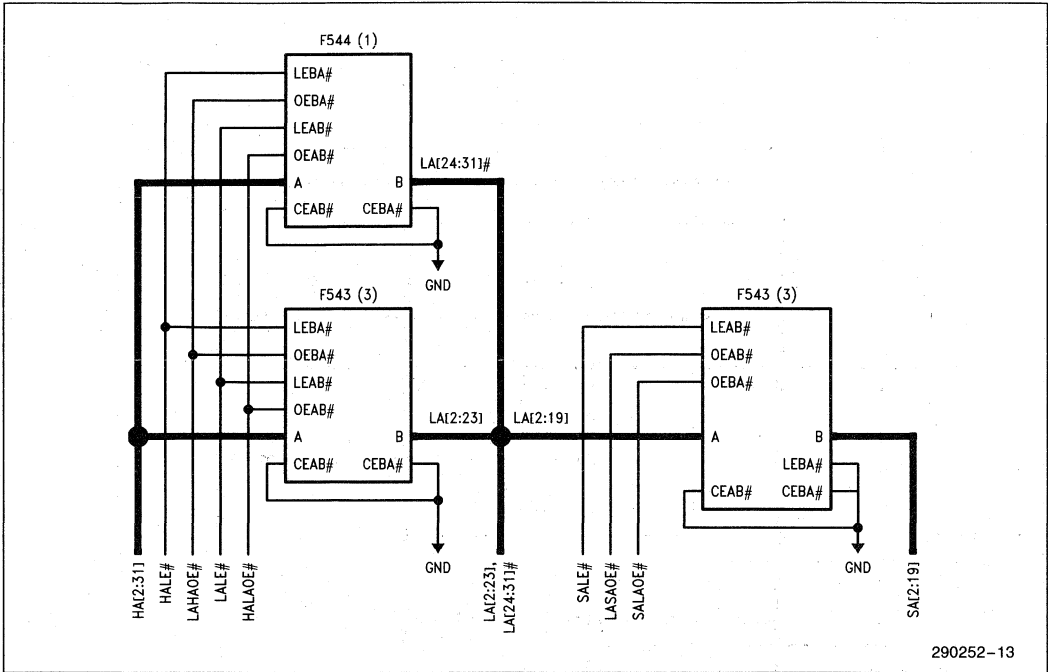 F544 (1)
LEBA#
OEBA#
LEAB#
OEAB#
A B
CEAB# CEBA#
LA[24:31]#
GND
F543 (3)
LEBA#
OEBA#
LEAB#
OEAB#
A B
CEAB# CEBA#
LA[2:23] LA[2:19]
GND
F543 (3)
LEAB#
OEAB#
OEBA#
A B
LEBA#
CEAB# CEBA#
GND
HA[2:31]
HALE#
LAHAOE#
LALE#
HALAOE#
LA[2:23],
LA[24:31]#
SALE#
LASAOE#
SALAOE#
SA[2:19]
290252-13